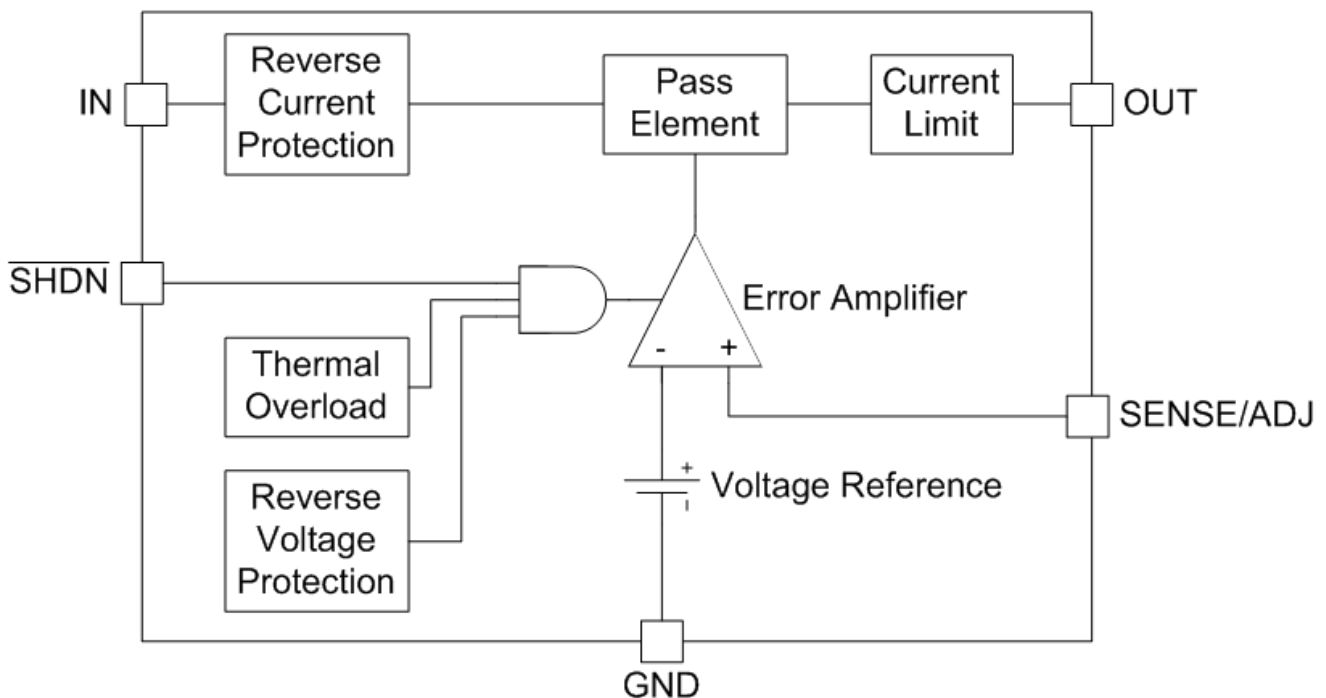 Reverse
Current
Protection
Pass
Element
Current
Limit
IN
OUT
SHDN
Error Amplifier
- +
Thermal
Overload
SENSE/ADJ
+
Voltage Reference
-
Reverse
Voltage
Protection
GND